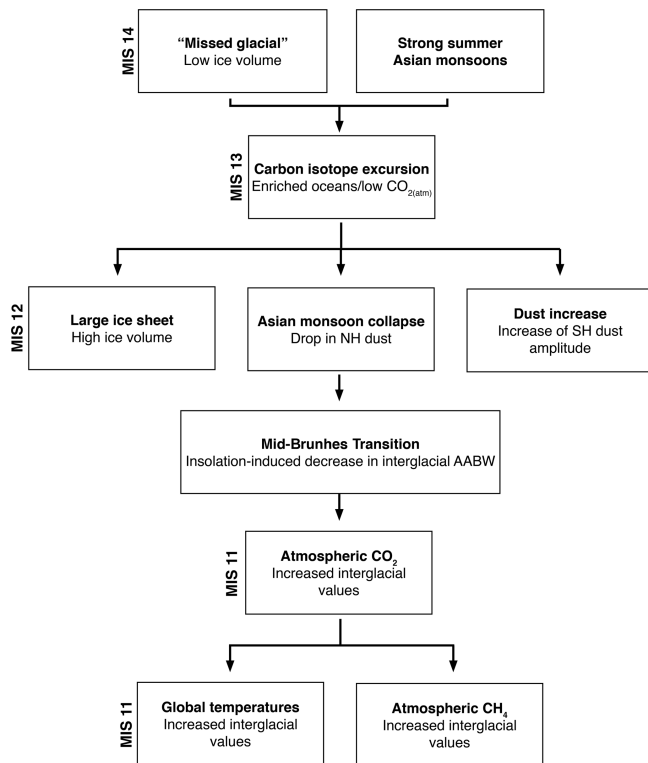 MIS 14
“Missed glacial”
Low ice volume
Strong summer
Asian monsoons
MIS 13
Carbon isotope excursion
Enriched oceans/low CO2(atm)
MIS 12
Large ice sheet
High ice volume
Asian monsoon collapse
Drop in NH dust
Dust increase
Increase of SH dust
amplitude
Mid-Brunhes Transition
Insolation-induced decrease in interglacial AABW
MIS 11
Atmospheric CO2
Increased interglacial
values
MIS 11
Global temperatures
Increased interglacial
values
Atmospheric CH4
Increased interglacial
values